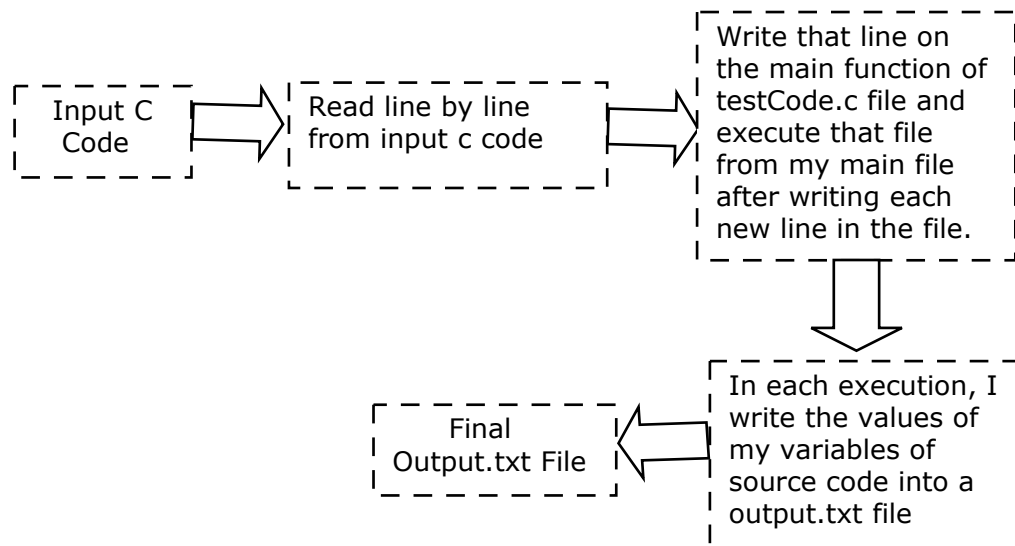 Input C
Code
Read line by line
from input c code
Write that line on
the main function of
testCode.c file and
execute that file
from my main file
after writing each
new line in the file.
In each execution, I
write the values of
my variables of
source code into a
output.txt file
Final
Output.txt File